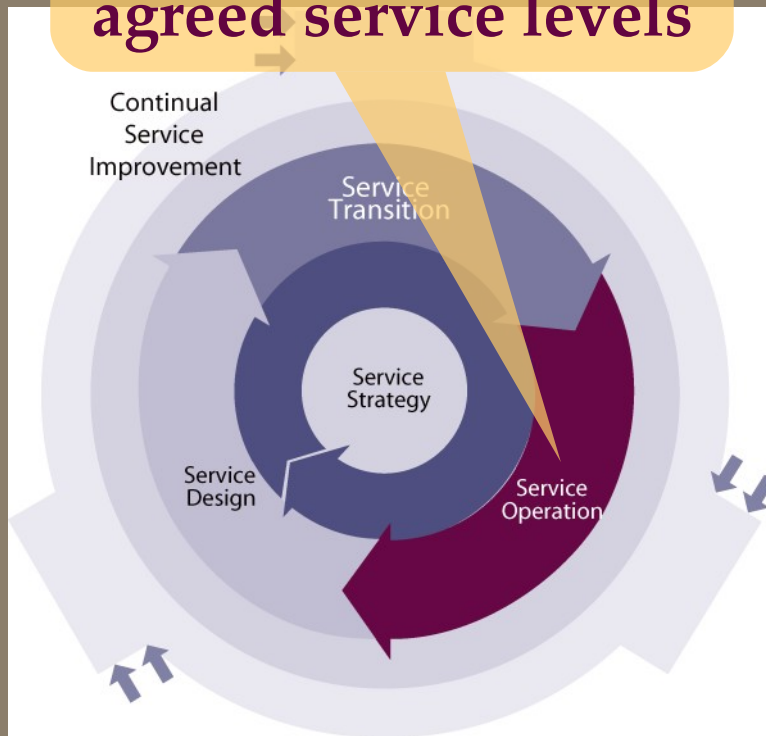 agreed service levels
Continual
Service
Improvement
Service
Transition
Service
Strategy
Service
Design
Service
Operation